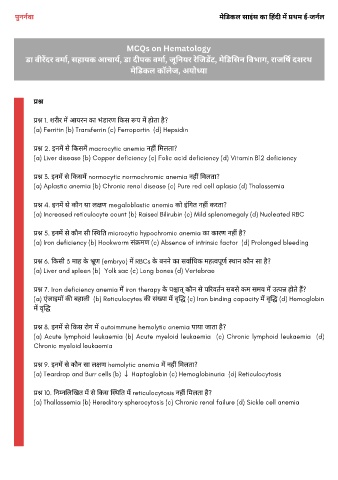 पुनर्नवा
मेडिकल साइंस का हिंदी में प्रथम ई-जर्नल
MCQs on Hematology
डा वीरेंदर वर्मा, सहायक आचार्य, डा दीपक वर्मा, जूनियर रेजिडेंट, मेडिसिन विभाग, राजर्षि दशरथ
मेडिकल कॉलेज, अयोध्या
प्रश्न
प्रश्न 1. शरीर में आयरन का भंडारण किस रूप में होता है?
(a) Ferritin (b) Transferrin (c) Ferroportin (d) Hepsidin
प्रश्न 2. इनमें से किसमें macrocytic anemia नहीं मिलता?
(a) Liver disease (b) Copper deficiency (c) Folic acid deficiency (d) Vitamin B12 deficiency
प्रश्न 3. इनमें से किसमें normocytic normochromic anemia नहीं मिलता?
(a) Aplastic anemia (b) Chronic renal disease (c) Pure red cell aplasia (d) Thalassemia
प्रश्न 4. इनमें से कौन सा लक्षण megaloblastic anemia को इंगित नहीं करता?
(a) Increased reticulocyte count (b) Raised Bilirubin (c) Mild splenomegaly (d) Nucleated RBC
प्रश्न 5. इनमें से कौन सी स्थिति microcytic hypochromic anemia का कारण नहीं है?
(a) Iron deficiency (b) Hookworm संक्रमण (c) Absence of intrinsic factor (d) Prolonged bleeding
प्रश्न 6. किसी 5 माह के भ्रूण (embryo) में RBCs के बनने का सर्वाधिक महत्वपूर्ण स्थान कौन सा है?
(a) Liver and spleen (b) Yolk sac (c) Long bones (d) Vertebrae
प्रश्न 7. Iron deficiency anemia में iron therapy के पश्चात् कौन से परिवर्तन सबसे कम समय में उत्पन्न होते हैं?
(a) एंजाइमों की बहाली (b) Reticulocytes की संख्या में वृद्धि (c) Iron binding capacity में वृद्धि (d) Hemoglobin
में वृद्धि
प्रश्न 8. इनमें से किस रोग में autoimmune hemolytic anemia पाया जाता है?
(a) Acute lymphoid leukaemia (b) Acute myeloid leukaemia (c) Chronic lymphoid leukaemia (d)
Chronic myeloid leukaemia
प्रश्न 9. इनमें से कौन सा लक्षण hemolytic anemia में नहीं मिलता?
(a) Teardrop and Burr cells (b) ↓ Haptoglobin (c) Hemoglobinuria (d) Reticulocytosis
प्रश्न 10. निम्नलिखित में से किस स्थिति में reticulocytosis नहीं मिलता है?
(a) Thallassemia (b) Hereditary spherocytosis (c) Chronic renal failure (d) Sickle cell anemia